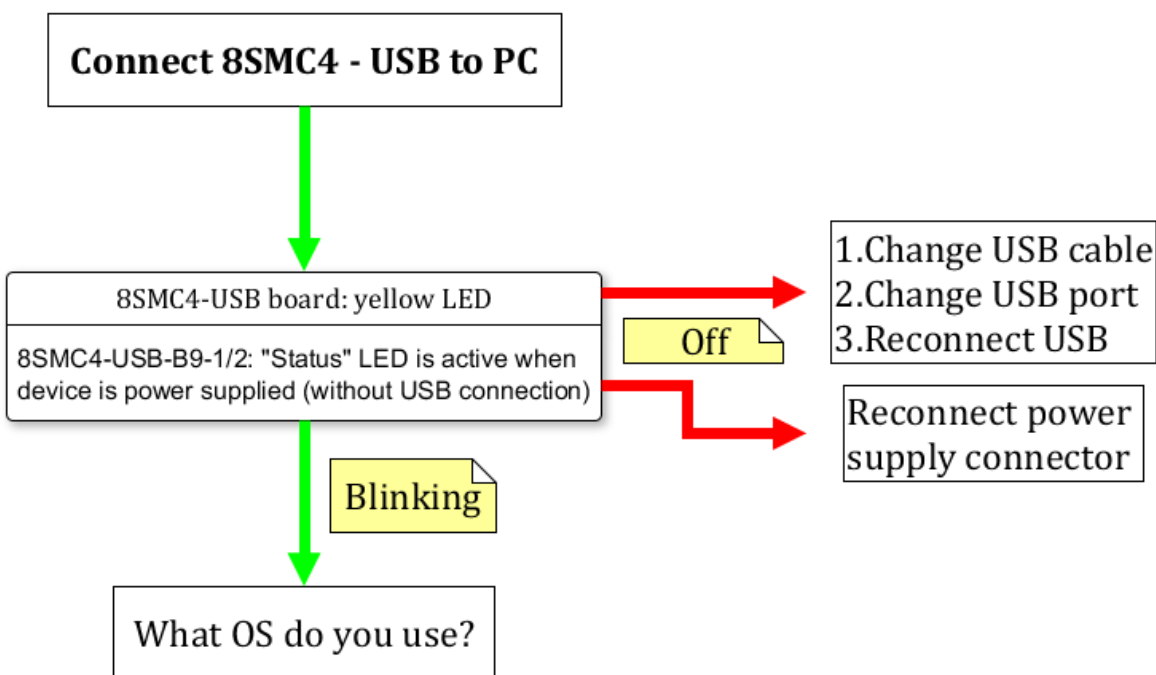 Connect 8SMC4 - USB to PC
8SMC4-USB board: yellow LED
8SMC4-USB-B9-1/2: "Status" LED is active when
device is power supplied (without USB connection)
Off
1.Change USB cable
2.Change USB port
3.Reconnect USB
Reconnect power
supply connector
Blinking
What OS do you use?